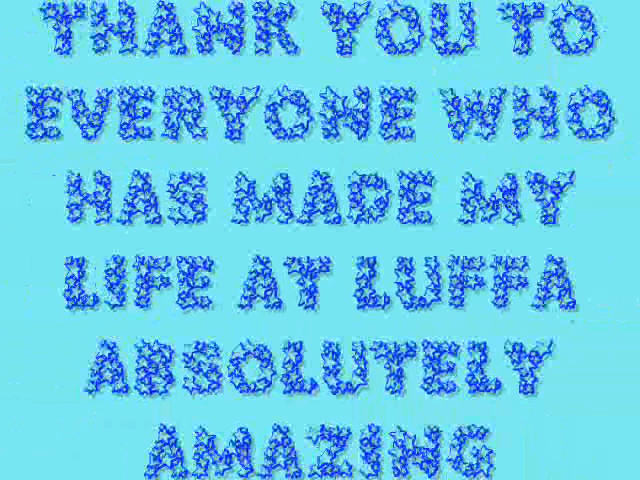 THANK YOU TO
EVERYONE WHO
HAS MADE MY
LIFE AT LUFFA
ABSOLUTELY
AMAZING